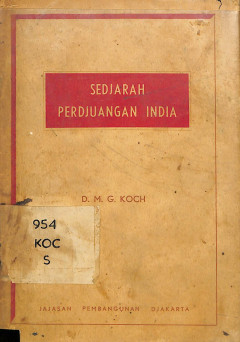 SEDJARAH
PERDJUANGAN INDIA
D. M. G. KOCH
954
KOC
S
JAJASAN PEMBANGUNAN DJAKARTA